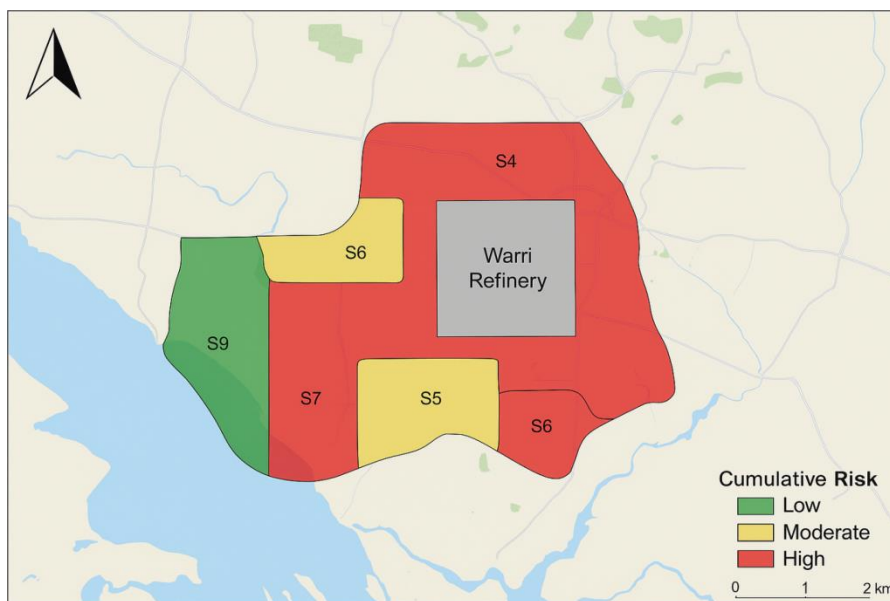 S4
S6
Warri
Refinery
S9
S7
S5
S6
Cumulative Risk
Low
Moderate
High
0 1 2 km